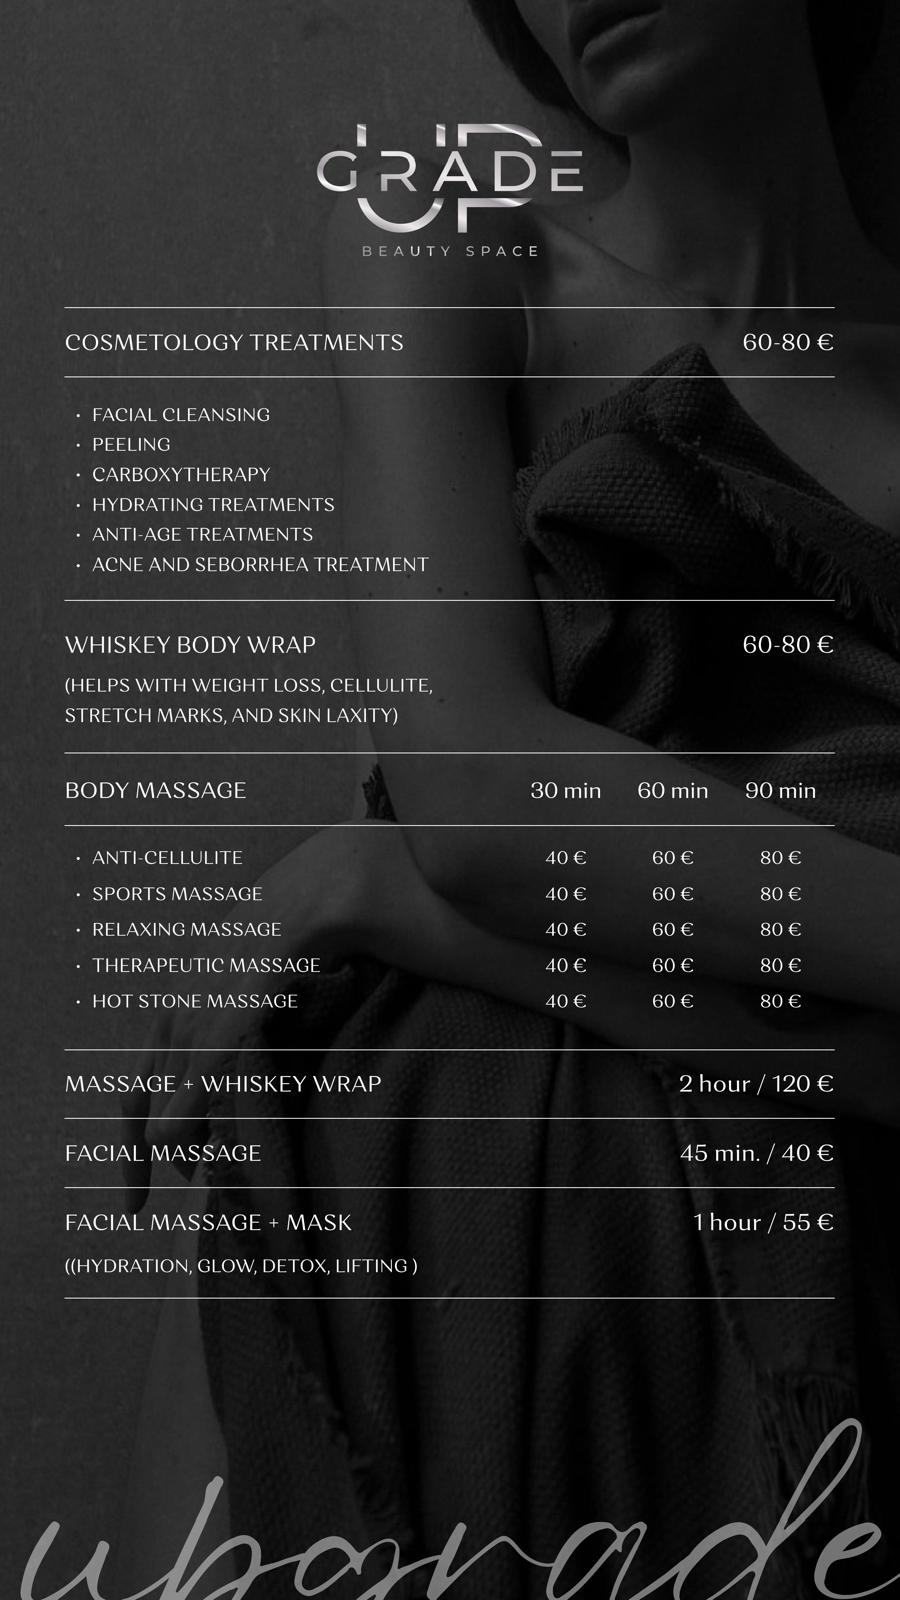 UP
GRADE
BEAUTY SPACE
COSMETOLOGY TREATMENTS 60-80 €
• FACIAL CLEANSING
• PEELING
• CARBOXYTHERAPY
• HYDRATING TREATMENTS
• ANTI-AGE TREATMENTS
• ACNE AND SEBORRHEA TREATMENT
WHISKEY BODY WRAP 60-80 €
(HELPS WITH WEIGHT LOSS, CELLULITE,
STRETCH MARKS, AND SKIN LAXITY)
BODY MASSAGE 30 min 60 min 90 min
• ANTI-CELLULITE 40 € 60 € 80 €
• SPORTS MASSAGE 40 € 60 € 80 €
• RELAXING MASSAGE 40 € 60 € 80 €
• THERAPEUTIC MASSAGE 40 € 60 € 80 €
• HOT STONE MASSAGE 40 € 60 € 80 €
MASSAGE + WHISKEY WRAP 2 hour / 120 €
FACIAL MASSAGE 45 min. / 40 €
FACIAL MASSAGE + MASK 1 hour / 55 €
((HYDRATION, GLOW, DETOX, LIFTING )
upgrade